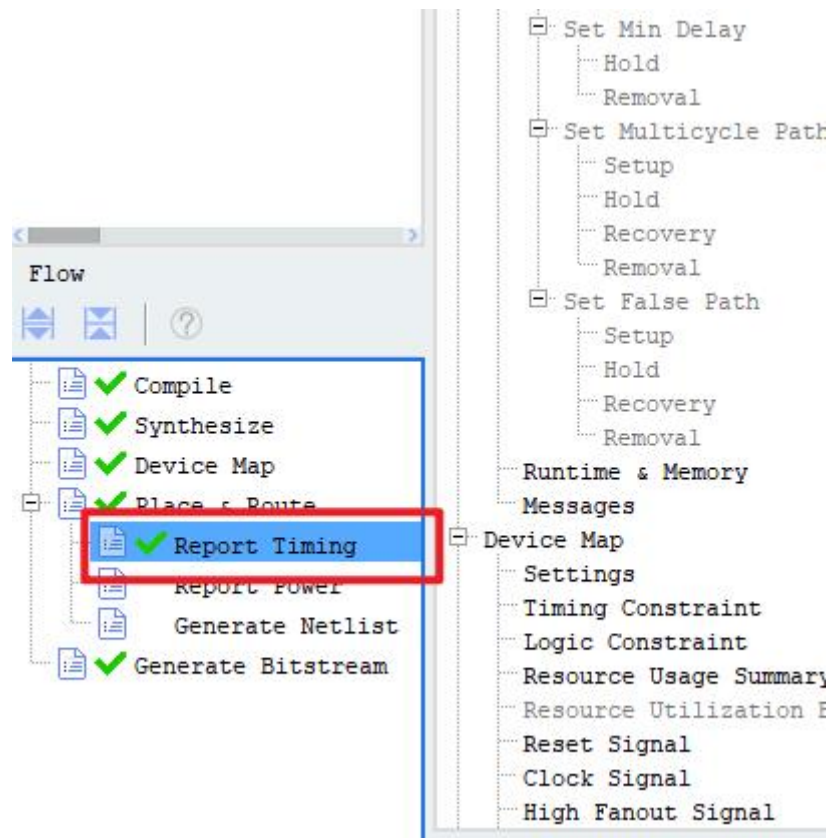 Flow
Compile
Synthesize
Device Map
Place & Route
Report Timing
Report Power
Generate Netlist
Generate Bitstream
Set Min Delay
Hold
Removal
Set Multicycle Path
Setup
Hold
Recovery
Removal
Set False Path
Setup
Hold
Recovery
Removal
Runtime & Memory
Messages
Device Map
Settings
Timing Constraint
Logic Constraint
Resource Usage Summary
Resource Utilization
Reset Signal
Clock Signal
High Fanout Signal